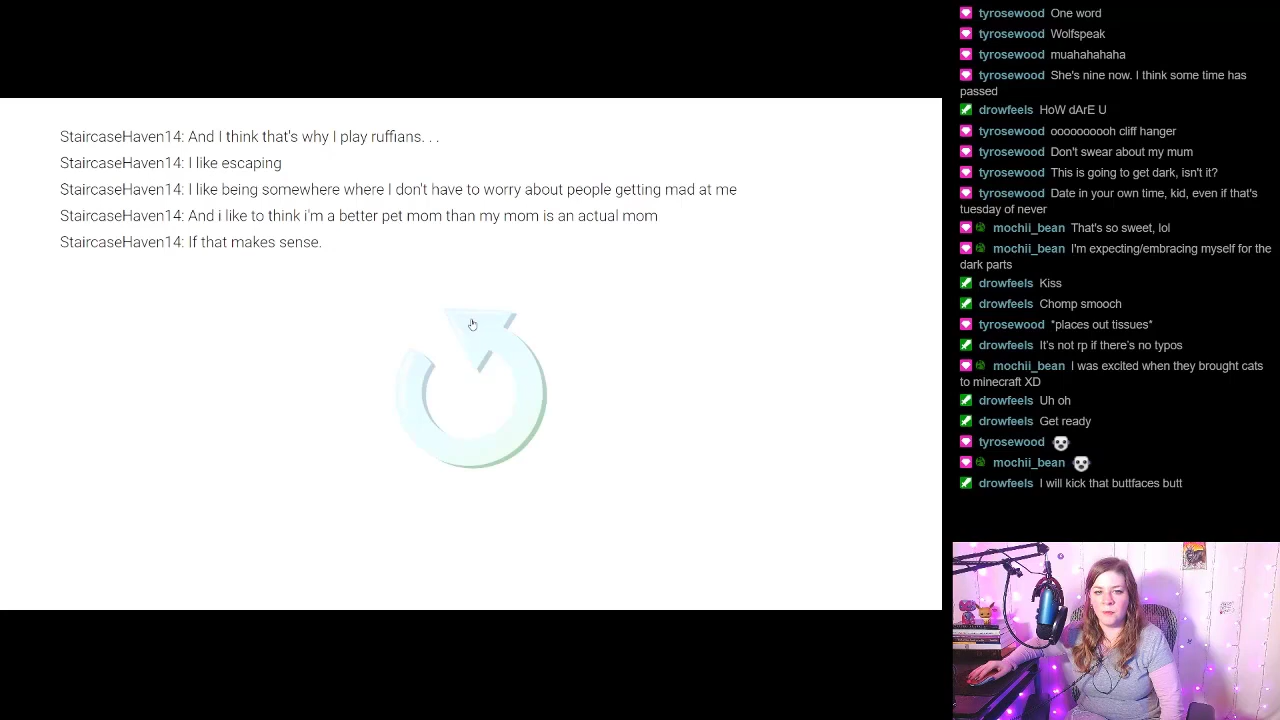 StaircaseHaven14: And I think that's why I play ruffians. . .
StaircaseHaven14: I like escaping
StaircaseHaven14: I like being somewhere where I don't have to worry about people getting mad at me
StaircaseHaven14: And i like to think i'm a better pet mom than my mom is an actual mom
StaircaseHaven14: If that makes sense.
tyrosewood One word
tyrosewood Wolfspeak
tyrosewood muahahahaha
tyrosewood She's nine now. I think some time has
passed
drowfeels HoW dArE U
tyrosewood oooooooooh cliff hanger
tyrosewood Don't swear about my mum
tyrosewood This is going to get dark, isn't it?
tyrosewood Date in your own time, kid, even if that's
tuesday of never
mochii_bean That's so sweet, lol
mochii_bean I'm expecting/embracing myself for the
dark parts
drowfeels Kiss
drowfeels Chomp smooch
tyrosewood *places out tissues*
drowfeels It's not rp if there's no typos
mochii_bean I was excited when they brought cats
to minecraft XD
drowfeels Uh oh
drowfeels Get ready
tyrosewood
mochii_bean
drowfeels I will kick that buttfaces butt